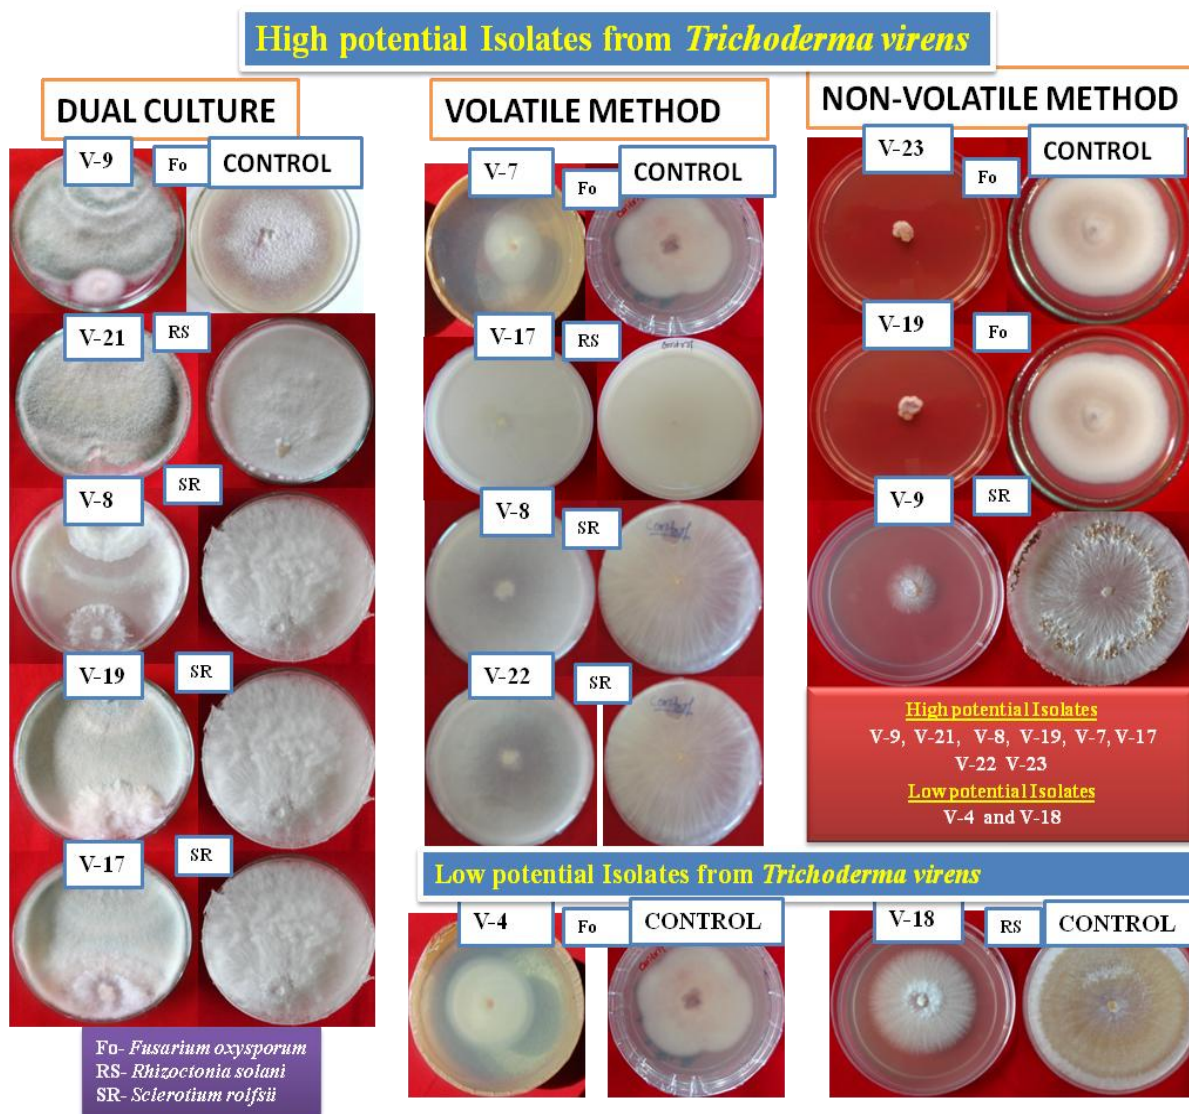 High potential Isolates from Trichoderma virens
DUAL CULTURE
V-9
Fo
CONTROL
V-21
RS
V-8
SR
V-19
SR
V-17
SR
Fo- Fusarium oxysporum
RS- Rhizoctonia solani
SR- Sclerotium rolfsii
VOLATILE METHOD
V-7
Fo
CONTROL
V-17
RS
Control
V-8
SR
Control
V-22
SR
Control
NON-VOLATILE METHOD
V-23
Fo
CONTROL
V-19
Fo
V-9
SR
High potential Isolates
V-9, V-21, V-8, V-19, V-7, V-17
V-22 V-23
Low potential Isolates
V-4 and V-18
Low potential Isolates from Trichoderma virens
V-4
Fo
CONTROL
V-18
RS
CONTROL